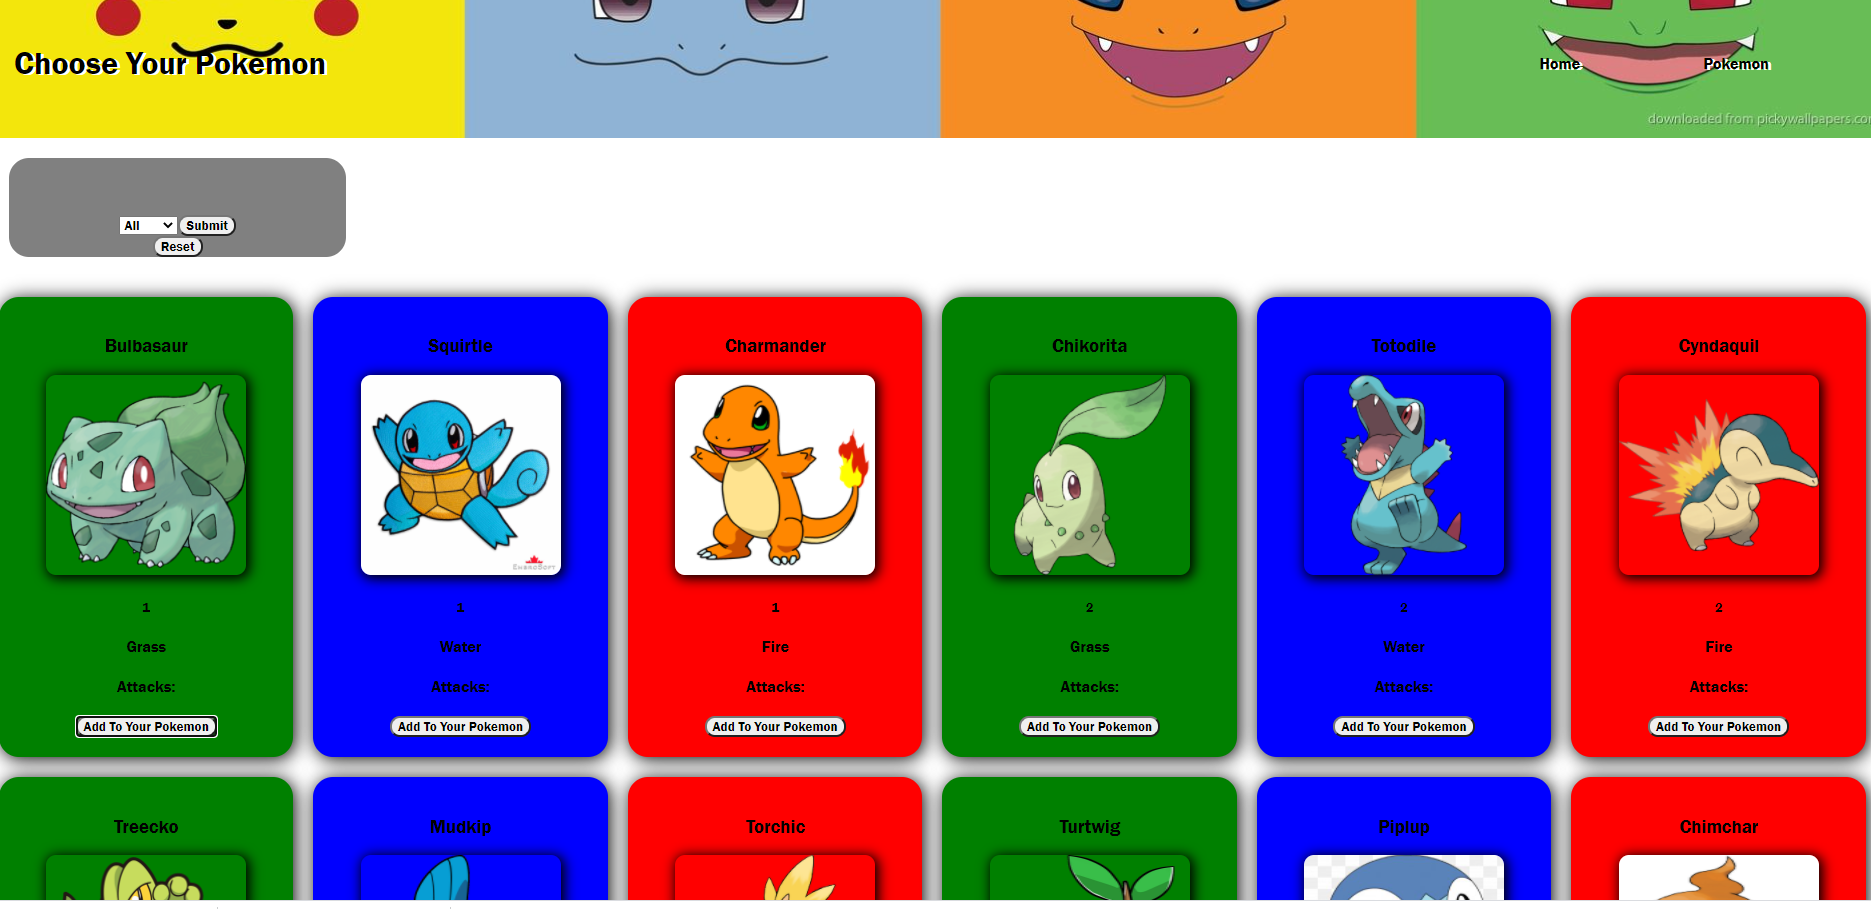 Choose Your Pokemon
Home
Pokemon
downloaded from pickywallpapers.co
All
Submit
Reset
Bulbasaur
Squirtle
Charmander
Chikorita
Totodile
Cyndaquil
EmbroSoft
1
1
1
2
2
2
Grass
Water
Fire
Grass
Water
Fire
Attacks:
Attacks:
Attacks:
Attacks:
Attacks:
Attacks:
Add To Your Pokemon
Add To Your Pokemon
Add To Your Pokemon
Add To Your Pokemon
Add To Your Pokemon
Add To Your Pokemon
Treecko
Mudkip
Torchic
Turtwig
Piplup
Chimchar